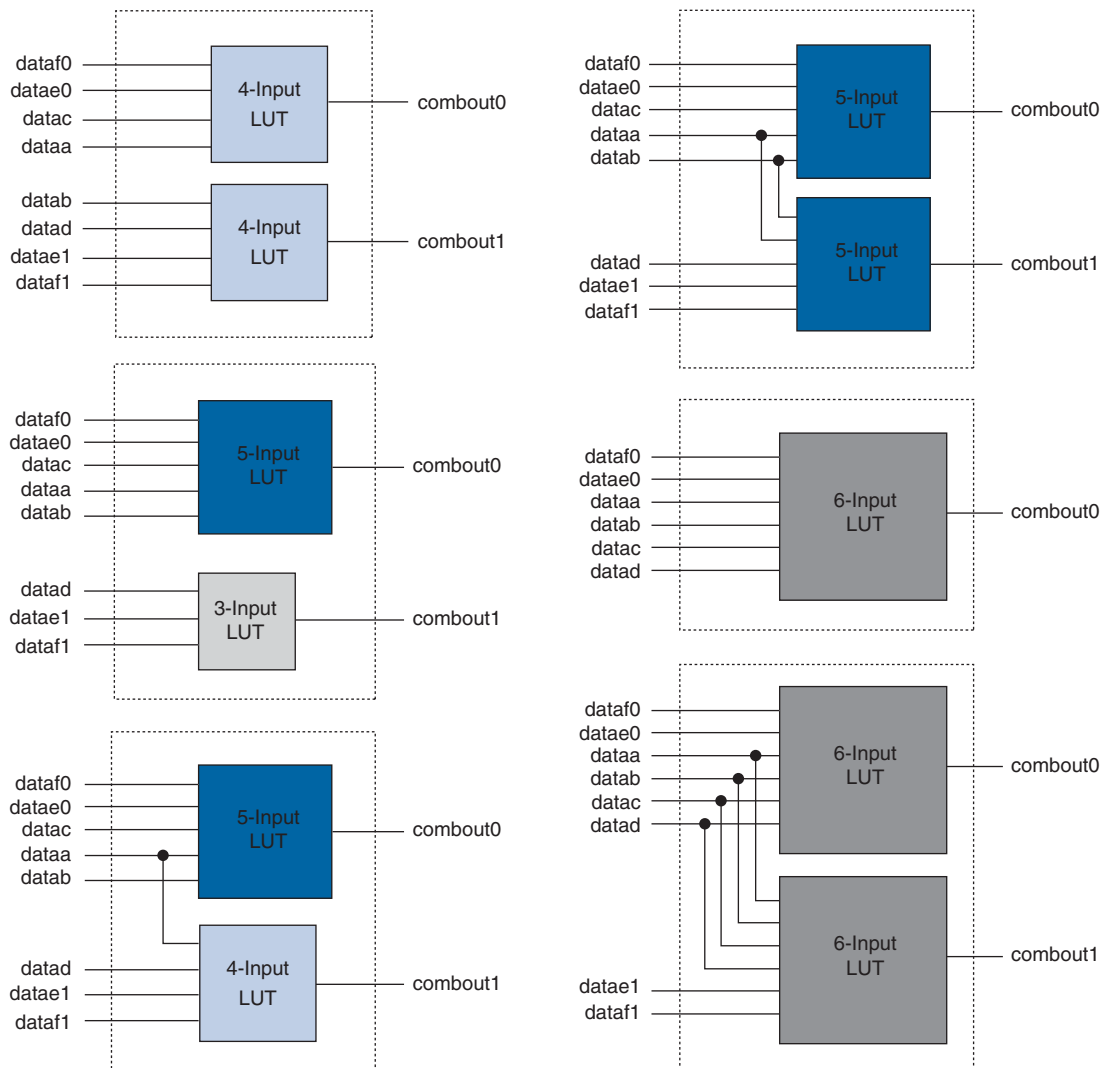 dataf0
datae0
datac
dataa
4-Input
LUT
combout0
datab
datad
datae1
dataf1
4-Input
LUT
combout1
dataf0
datae0
datac
dataa
datab
5-Input
LUT
combout0
datad
datae1
dataf1
3-Input
LUT
combout1
dataf0
datae0
datac
dataa
datab
5-Input
LUT
combout0
datad
datae1
dataf1
4-Input
LUT
combout1
dataf0
datae0
datac
dataa
datab
5-Input
LUT
combout0
datad
datae1
dataf1
5-Input
LUT
combout1
dataf0
datae0
dataa
datab
datac
datad
6-Input
LUT
combout0
dataf0
datae0
dataa
datab
datac
datad
6-Input
LUT
combout0
datae1
dataf1
6-Input
LUT
combout1